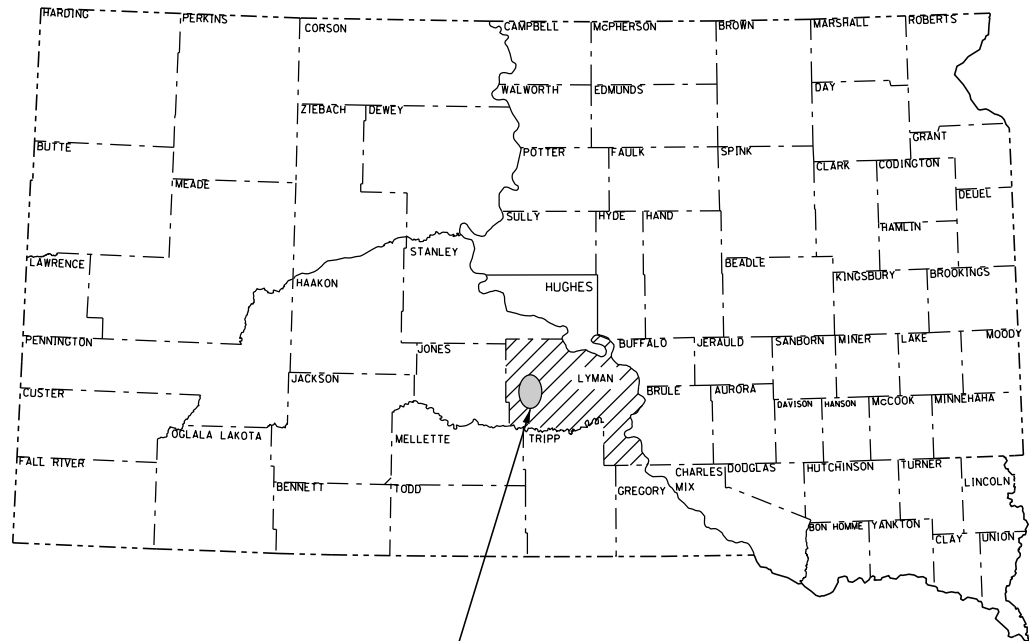 HARDING
PERKINS
CORSON
CAMPBELL
McPHERSON
BROWN
MARSHALL
ROBERTS
WALWORTH
EDMUNDS
DAY
ZIEBACH
DEWEY
GRANT
BUTTE
POTTER
FAULK
SPINK
CLARK
CODINGTON
MEADE
DEUEL
SULLY
HYDE
HAND
HAMLIN
STANLEY
LAWRENCE
BEADLE
KINGSBURY
BROOKINGS
HAAKON
HUGHES
PENNINGTON
JONES
BUFFALO
JERAULD
SANBORN
MINER
LAKE
MOODY
JACKSON
LYMAN
CUSTER
BRULE
AURORA
DAVISON
HANSON
McCOOK
MINNEHAHA
OGLALA LAKOTA
MELLETTE
TRIPP
FALL RIVER
CHARLES
MIX
DOUGLAS
HUTCHINSON
TURNER
LINCOLN
BENNETT
TODD
GREGORY
BON HOMME
YANKTON
CLAY
UNION